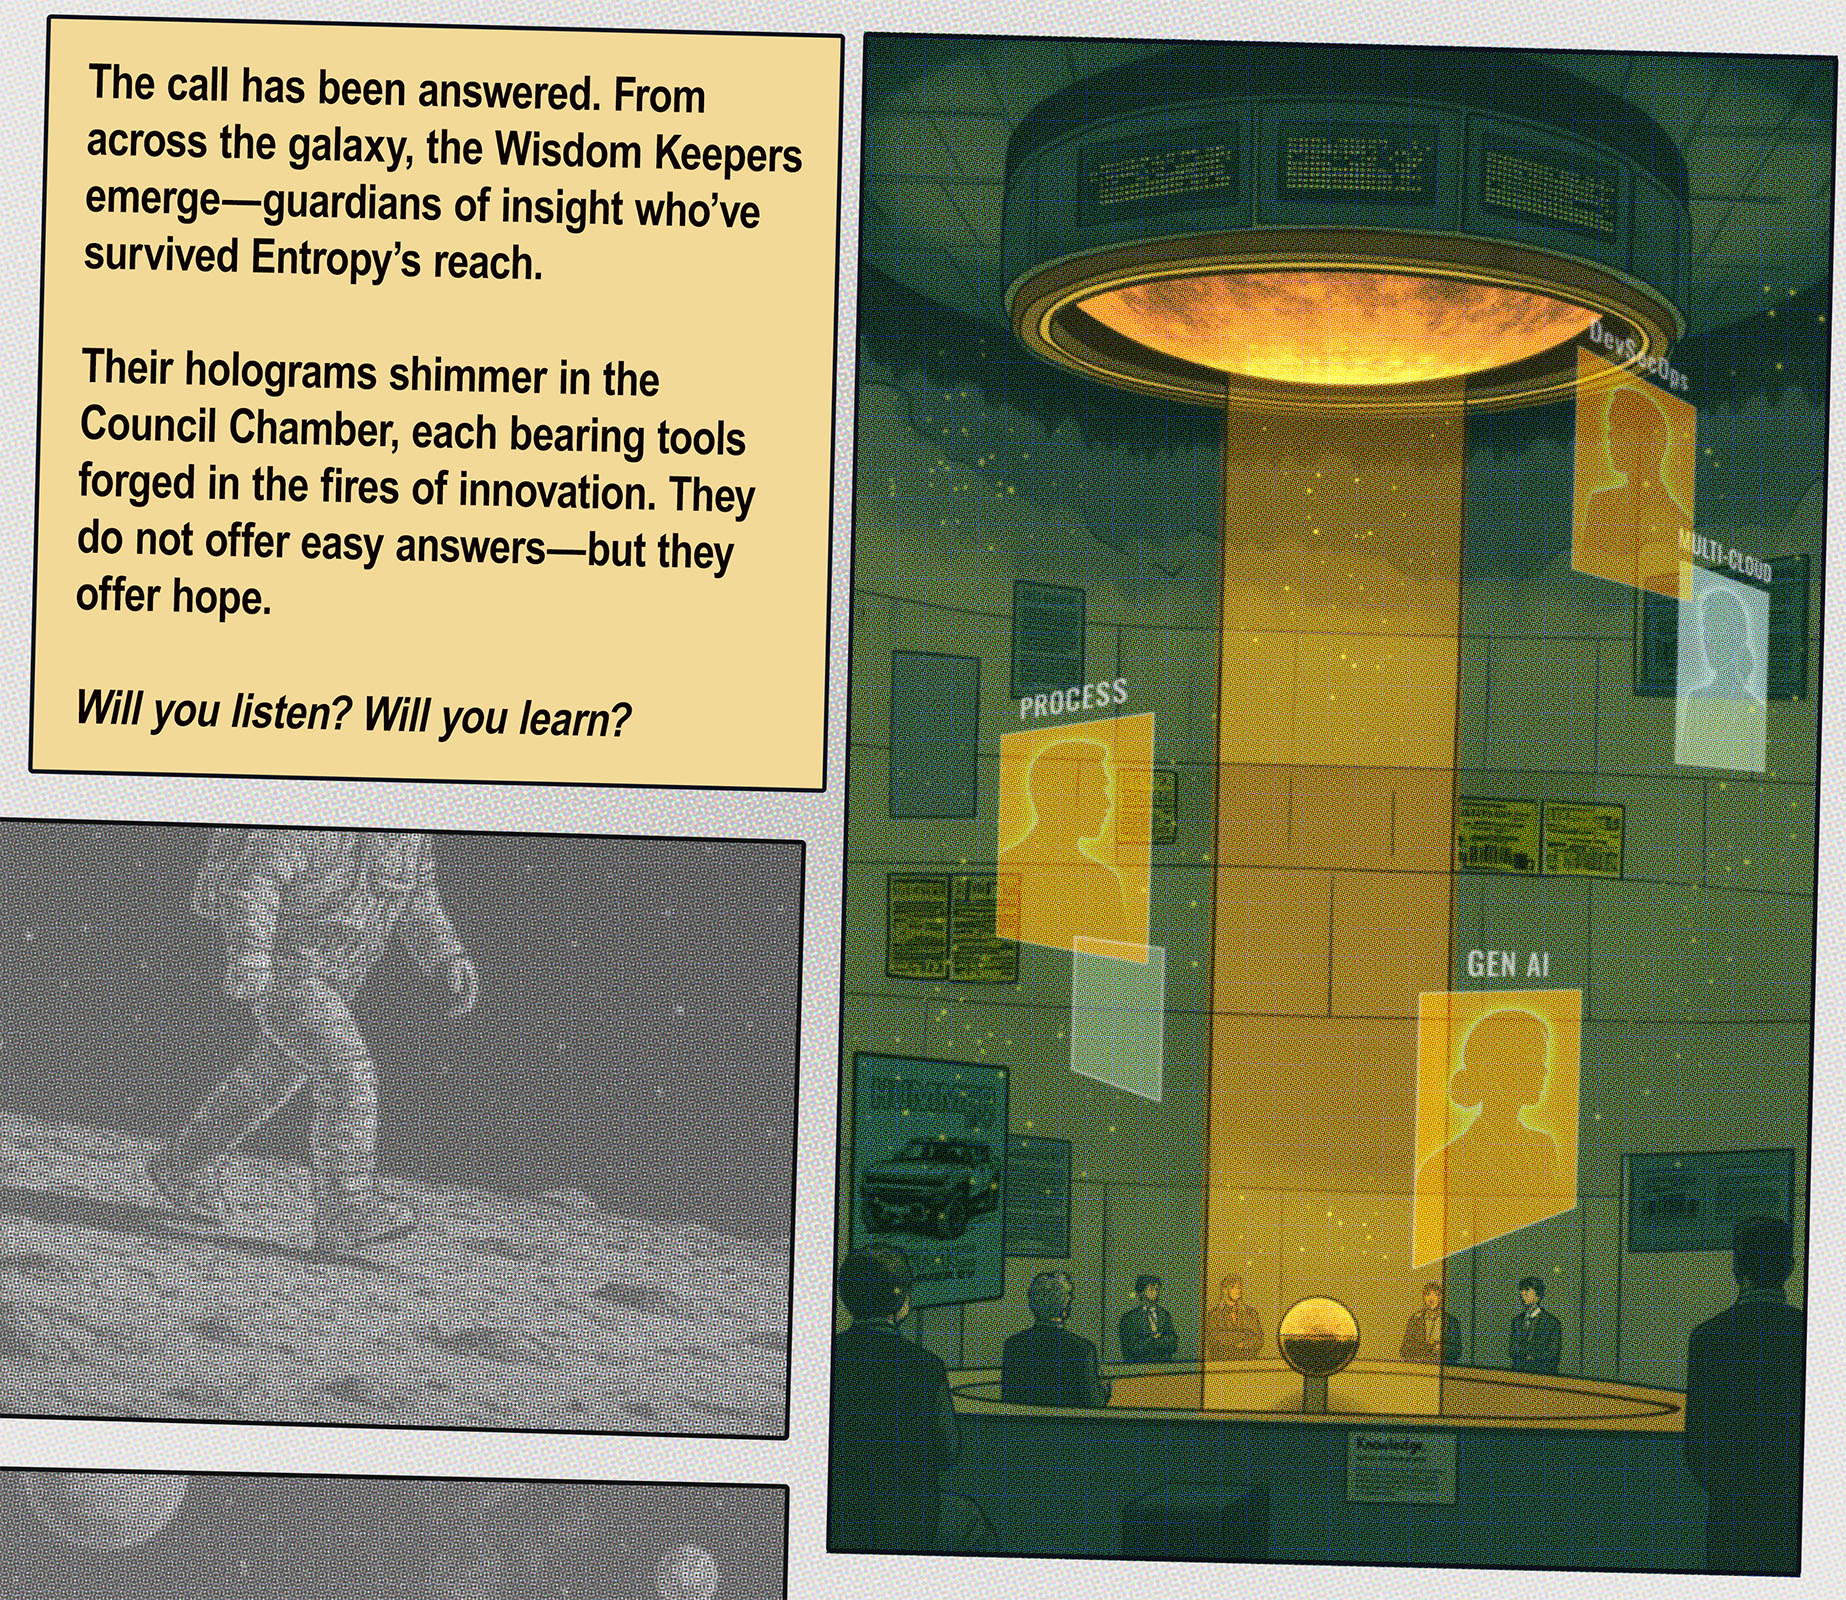 The call has been answered. From
across the galaxy, the Wisdom Keepers
emerge—guardians of insight who’ve
survived Entropy’s reach.
Their holograms shimmer in the
Council Chamber, each bearing tools
forged in the fires of innovation. They
do not offer easy answers—but they
offer hope.
Will you listen? Will you learn?
DevSecOps
MULTI-CLOUD
PROCESS
GEN AI
Knowledge